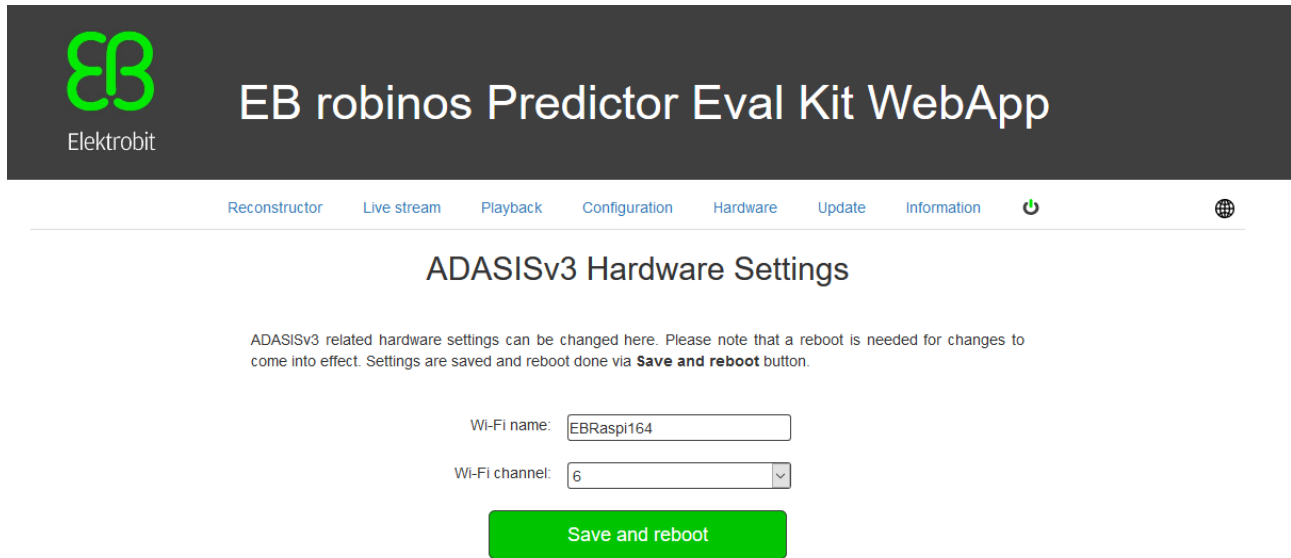 EB
Elektrobit
EB robinos Predictor Eval Kit WebApp
Reconstructor Live stream Playback Configuration Hardware Update Information
ADASISv3 Hardware Settings
ADASISv3 related hardware settings can be changed here. Please note that a reboot is needed for changes to
come into effect. Settings are saved and reboot done via Save and reboot button.
Wi-Fi name: EBRaspi164
Wi-Fi channel: 6
Save and reboot